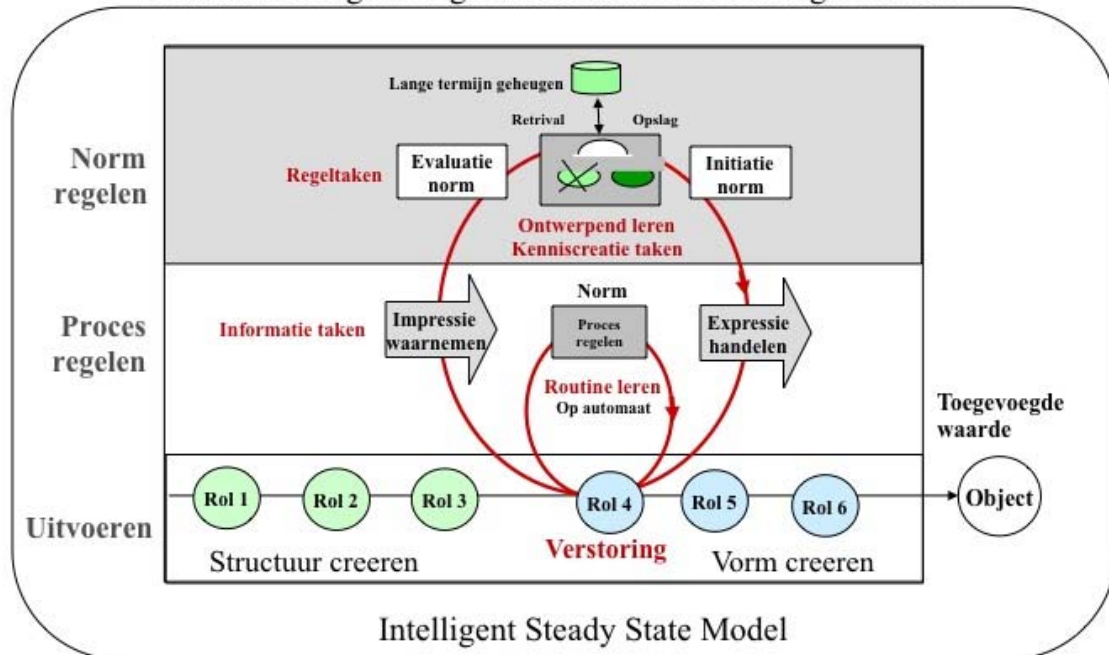 Lange termijn geheugen
Retrival
Opslag
Norm
regelen
Regeltaken
Evaluatie
norm
Initiatie
norm
Ontwerpend leren
Kenniscreatie taken
Norm
Proces
regelen
Informatie taken
Impressie
waarnemen
Proces
regelen
Expressie
handelen
Routine leren
Op automaat
Toegevoegde
waarde
Rol 1
Rol 2
Rol 3
Rol 4
Rol 5
Rol 6
Object
Uitvoeren
Structuur creeren
Verstoring
Vorm creeren
Intelligent Steady State Model